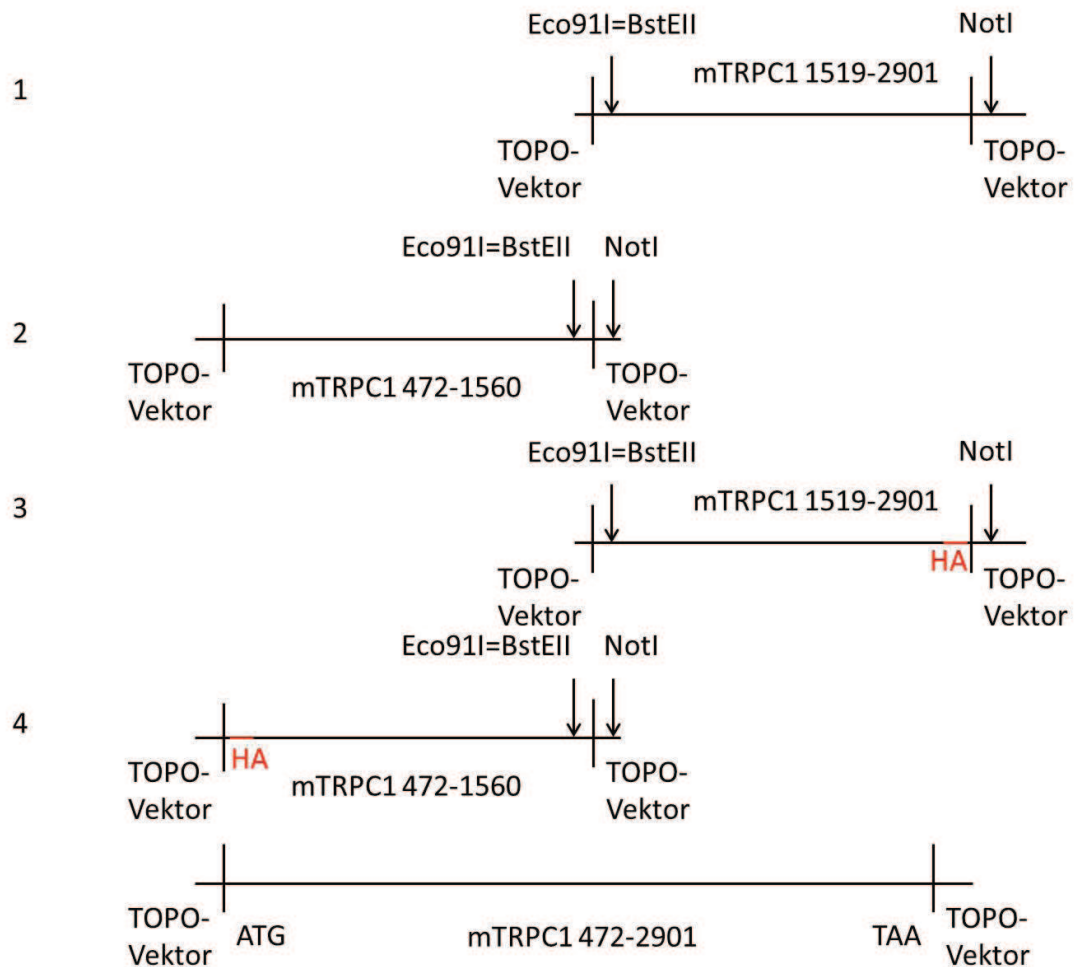 Eco91I=BstEII NotI
1 mTRPC1 1519-2901
TOPO- TOPO-
Vektor Vektor
Eco91I=BstEII NotI
2
TOPO- mTRPC1 472-1560 TOPO-
Vektor Vektor
Eco91I=BstEII NotI
3 mTRPC1 1519-2901
HA
TOPO- TOPO-
Vektor Vektor
Eco91I=BstEII NotI
4
HA
TOPO- mTRPC1 472-1560 TOPO-
Vektor Vektor
TOPO- ATG mTRPC1 472-2901 TAA TOPO-
Vektor Vektor